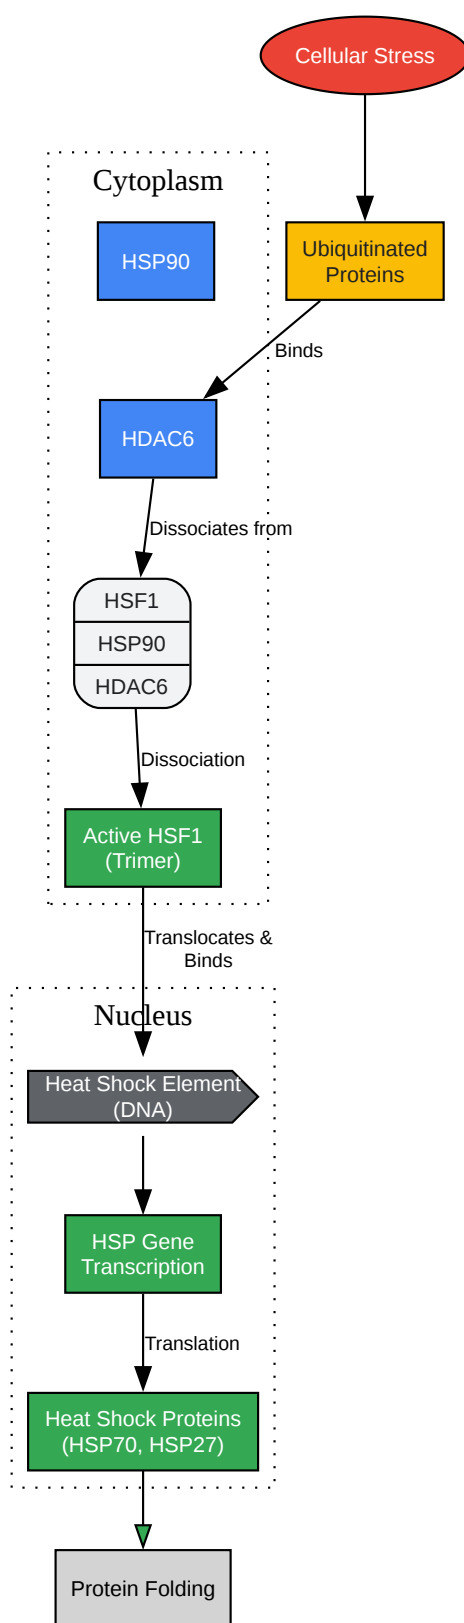 Cellular Stress
Cytoplasm
HSP90
Ubiquitinated
Proteins
Binds
HDAC6
Dissociates from
HSF1
HSP90
HDAC6
Dissociation
Active HSF1
(Trimer)
Translocates &
Binds
Nucleus
Heat Shock Element
(DNA)
HSP Gene
Transcription
Translation
Heat Shock Proteins
(HSP70, HSP27)
Protein Folding